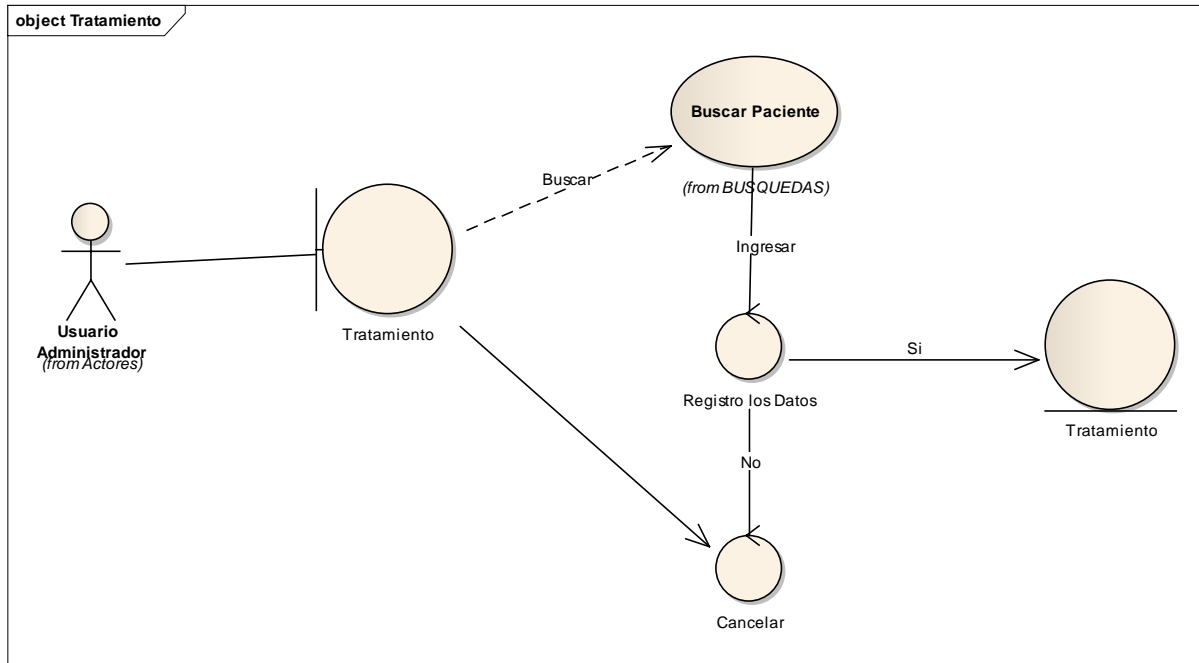 object Tratamiento
Buscar Paciente
(from BUSQUEDAS)
Buscar
Usuario
Administrador
(from Actores)
Tratamiento
Ingresar
Registro los Datos
Si
Tratamiento
No
Cancelar